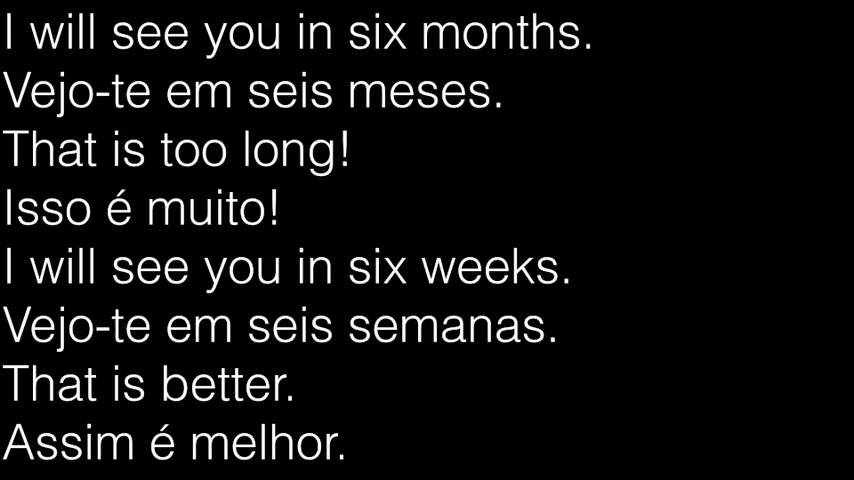 I will see you in six months.
Vejo-te em seis meses.
That is too long!
Isso é muito!
I will see you in six weeks.
Vejo-te em seis semanas.
That is better.
Assim é melhor.